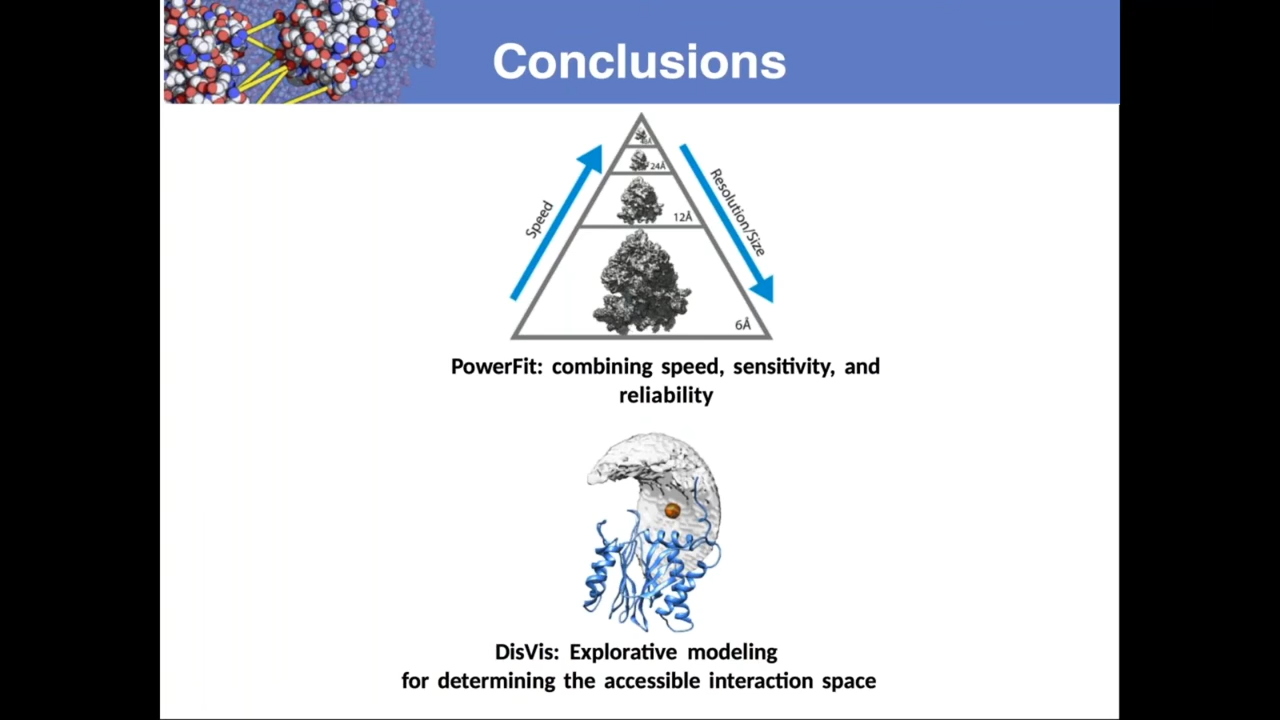 Conclusions
24Å
Speed
Resolution/Size
12Å
6Å
PowerFit: combining speed, sensitivity, and
reliability
DisVis: Explorative modeling
for determining the accessible interaction space